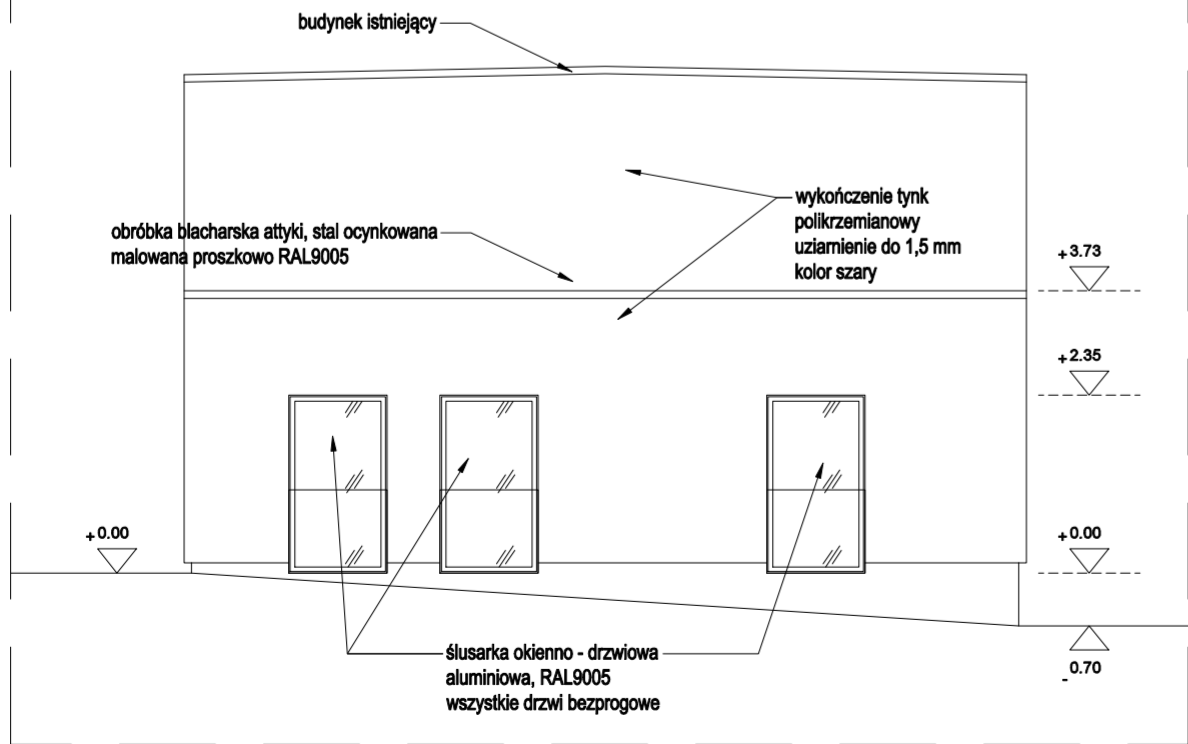 budynek istniejący
wykończenie tynk
polikrzemianowy
uziarnienie do 1,5 mm
kolor szary
obróbka blacharska attyki, stal ocynkowana
malowana proszkowo RAL9005
+3.73
+2.35
+0.00
+0.00
ślusarka okienno - drzwiowa
aluminiowa, RAL9005
wszystkie drzwi bezprogowe
-0.70